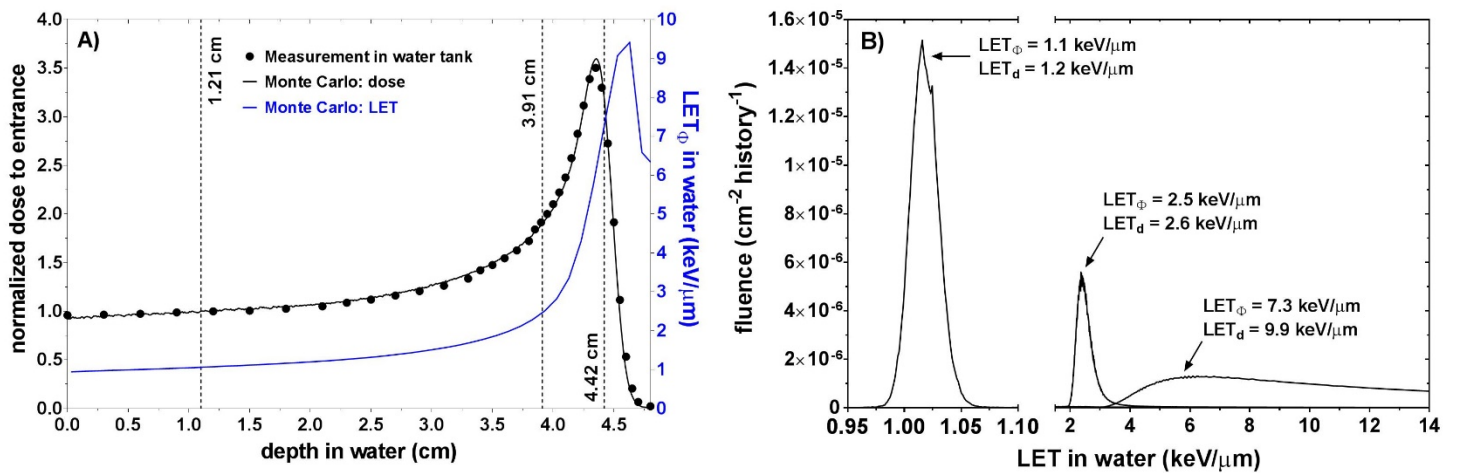 A)
Measurement in water tank
Monte Carlo: dose
Monte Carlo: LET
1.21 cm
3.91 cm
4.42 cm
normalized dose to entrance
4.0
3.5
3.0
2.5
2.0
1.5
1.0
0.5
0.0
0.0 0.5 1.0 1.5 2.0 2.5 3.0 3.5 4.0 4.5
depth in water (cm)
10
9
8
7
6
5
4
3
2
1
0
LET_Φ in water (keV/μm)
B)
LET_Φ = 1.1 keV/μm
LET_d = 1.2 keV/μm
LET_Φ = 2.5 keV/μm
LET_d = 2.6 keV/μm
LET_Φ = 7.3 keV/μm
LET_d = 9.9 keV/μm
fluence (cm⁻² history⁻¹)
1.6×10⁻⁵
1.4×10⁻⁵
1.2×10⁻⁵
1.0×10⁻⁵
8×10⁻⁶
6×10⁻⁶
4×10⁻⁶
2×10⁻⁶
0
0.95 1.00 1.05 1.10 2 4 6 8 10 12 14
LET in water (keV/μm)